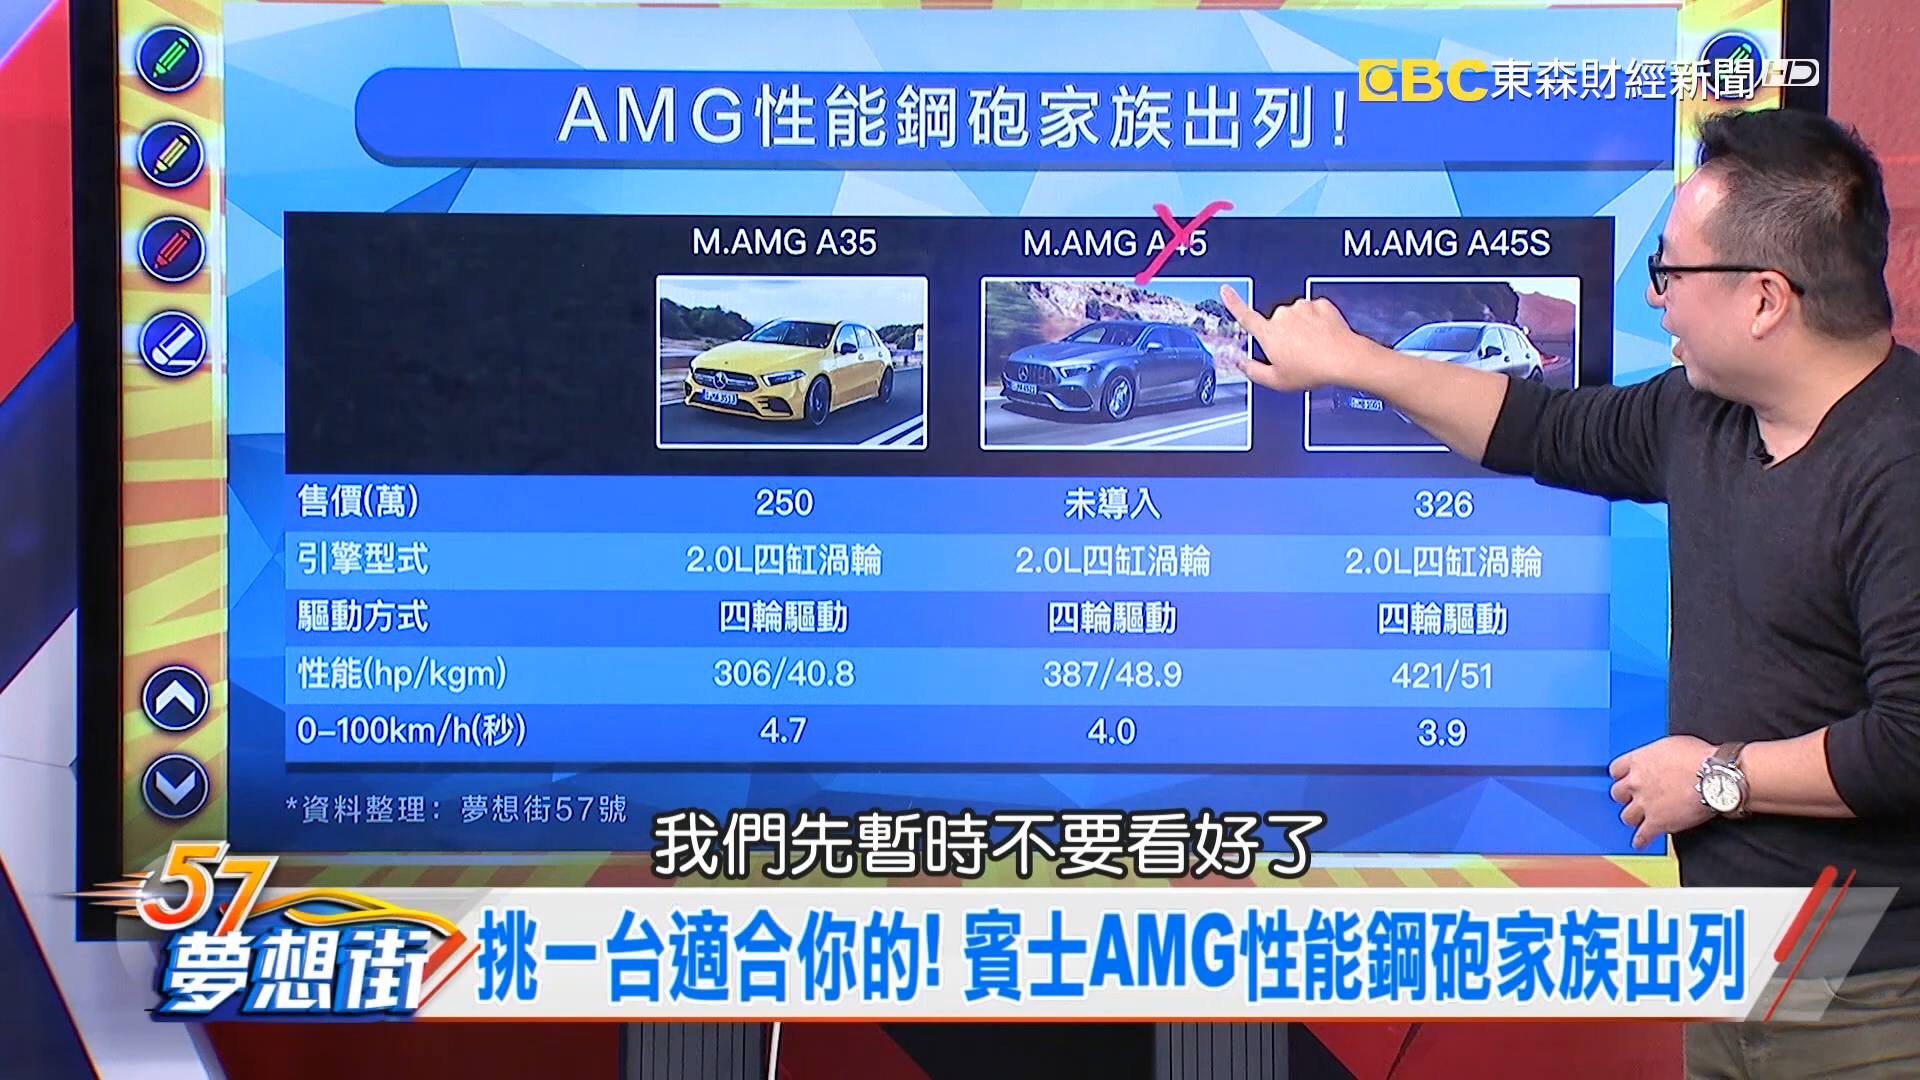 EBC東森財經新聞HD
AMG性能鋼砲家族出列!
M.AMG A35 M.AMG A45 M.AMG A45S
售價(萬) 250 未導入 326
引擎型式 2.0L四缸渦輪 2.0L四缸渦輪 2.0L四缸渦輪
驅動方式 四輪驅動 四輪驅動 四輪驅動
性能(hp/kgm) 306/40.8 387/48.9 421/51
0-100km/h(秒) 4.7 4.0 3.9
*資料整理: 夢想街57號
我們先暫時不要看好了
57夢想街
挑一台適合你的! 賓士AMG性能鋼砲家族出列